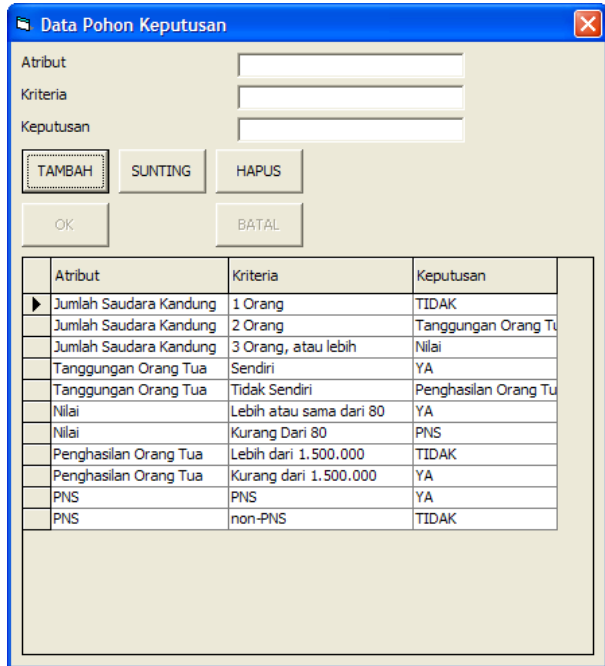 Data Pohon Keputusan
Atribut
Kriteria
Keputusan
TAMBAH SUNTING HAPUS
OK BATAL
Atribut Kriteria Keputusan
Jumlah Saudara Kandung 1 Orang TIDAK
Jumlah Saudara Kandung 2 Orang Tanggungan Orang Tu
Jumlah Saudara Kandung 3 Orang, atau lebih Nilai
Tanggungan Orang Tua Sendiri YA
Tanggungan Orang Tua Tidak Sendiri Penghasilan Orang Tu
Nilai Lebih atau sama dari 80 YA
Nilai Kurang Dari 80 PNS
Penghasilan Orang Tua Lebih dari 1.500.000 TIDAK
Penghasilan Orang Tua Kurang dari 1.500.000 YA
PNS PNS YA
PNS non-PNS TIDAK